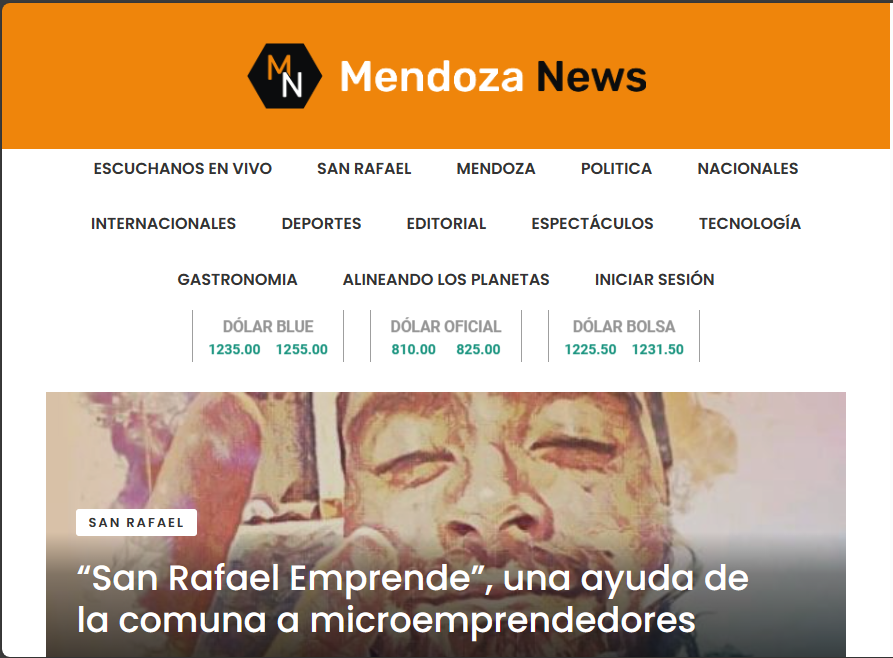 MN
Mendoza News
ESCUCHANOS EN VIVO SAN RAFAEL MENDOZA POLITICA NACIONALES
INTERNACIONALES DEPORTES EDITORIAL ESPECTÁCULOS TECNOLOGÍA
GASTRONOMIA ALINEANDO LOS PLANETAS INICIAR SESIÓN
DÓLAR BLUE DÓLAR OFICIAL DÓLAR BOLSA
1235.00 1255.00 810.00 825.00 1225.50 1231.50
SAN RAFAEL
“San Rafael Emprende”, una ayuda de
la comuna a microemprendedores